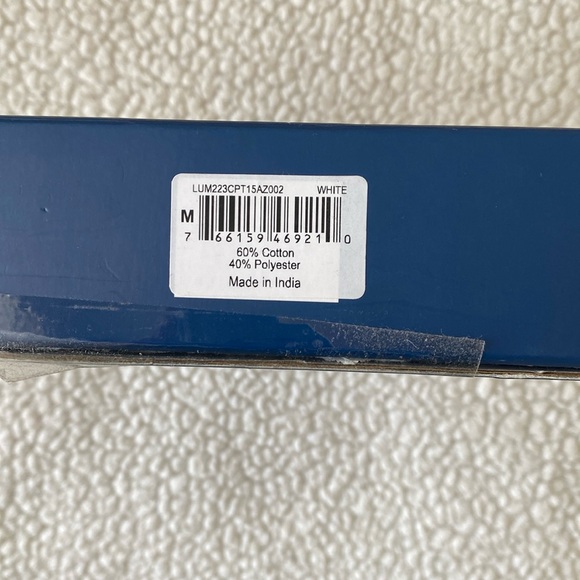 LUM223CPT15AZ002 WHITE
M
7 66159 46921 0
60% Cotton
40% Polyester
Made in India